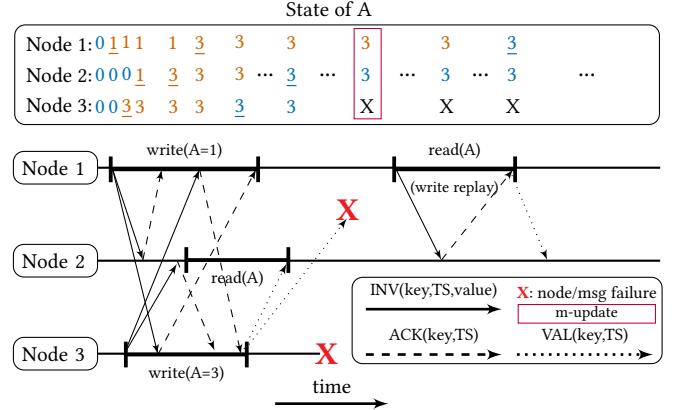 State of A
Node 1: 0 1 1 1 1 3 3 3 3 3 3
Node 2: 0 0 0 1 3 3 3 ... 3 ... 3 ... 3 ... 3 ...
Node 3: 0 0 3 3 3 3 3 3 X X X
write(A=1)
read(A)
Node 1
(write replay)
X
Node 2
read(A)
INV(key,TS,value)
X: node/msg failure
m-update
ACK(key,TS)
VAL(key,TS)
Node 3
X
write(A=3)
time